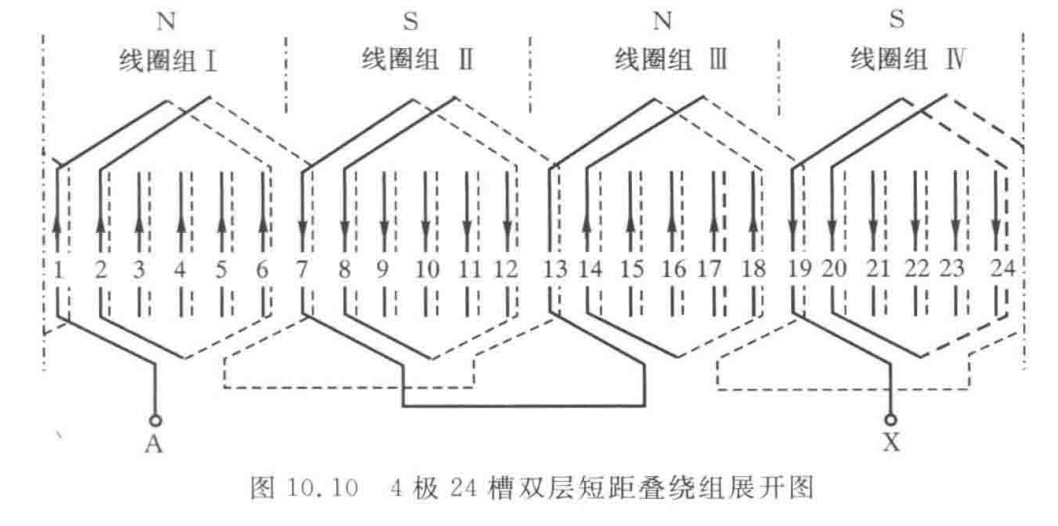 N S N S
线圈组 Ⅰ 线圈组 Ⅱ 线圈组 Ⅲ 线圈组 Ⅳ
1 2 3 4 5 6 7 8 9 10 11 12 13 14 15 16 17 18 19 20 21 22 23 24
A X
图 10.10 4 极 24 槽双层短距叠绕组展开图